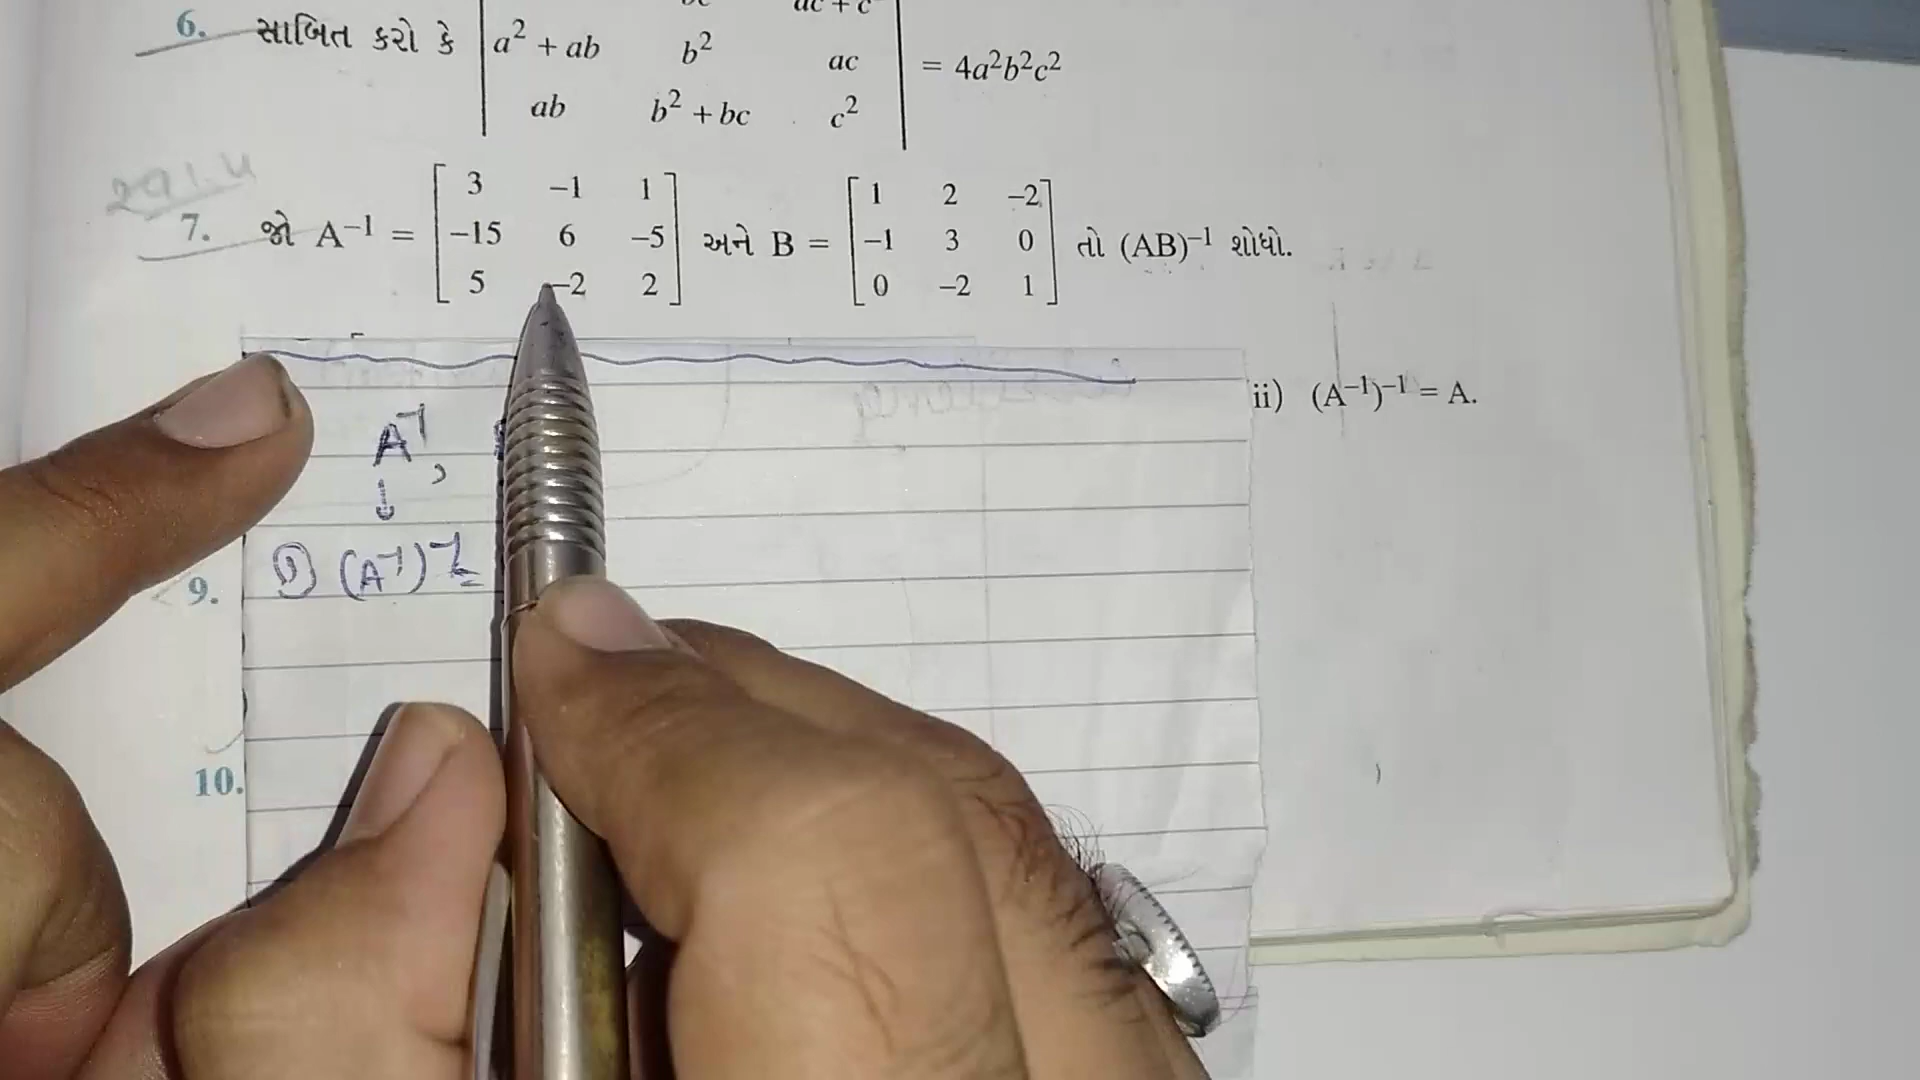 6. સાબિત કરો કે a² + ab b² ac = 4a²b²c²
ab b² + bc c²
સ્વા.પ
7. જો A⁻¹ = [3 −1 1; −15 6 −5; 5 −2 2] અને B = [1 2 −2; −1 3 0; 0 −2 1] તો (AB)⁻¹ શોધો.
ii) (A⁻¹)⁻¹ = A.
A⁻¹,
↓
① (A⁻¹)⁻¹
9.
10.